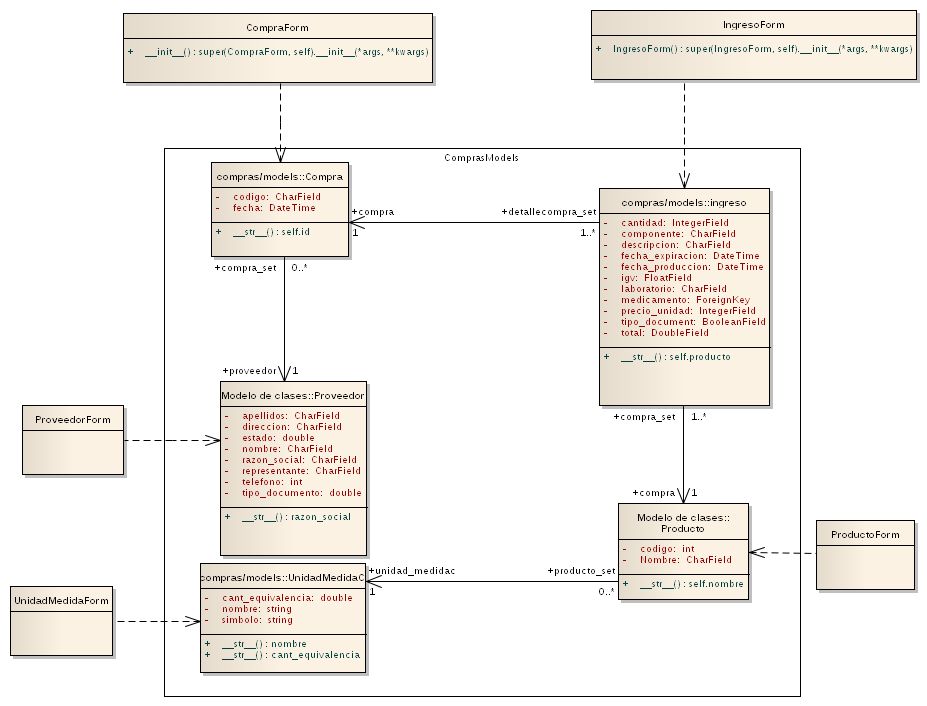 CompraForm
+ __init__() : super(CompraForm, self).__init__(*args, **kwargs)
IngresoForm
+ IngresoForm() : super(IngresoForm, self).__init__(*args, **kwargs)
ComprasModels
compras/models::Compra
- codigo: CharField
- fecha: DateTime
+ __str__() : self.id
+compra
1
+detallecompra_set
1..*
compras/models::ingreso
- cantidad: IntegerField
- componente: CharField
- descripcion: CharField
- fecha_expiracion: DateTime
- fecha_produccion: DateTime
- igv: FloatField
- laboratorio: CharField
- medicamento: ForeignKey
- precio_unidad: IntegerField
- tipo_document: BooleanField
- total: DoubleField
+ __str__() : self.producto
+compra_set 0..*
+proveedor 1
Modelo de clases::Proveedor
- apellidos: CharField
- direccion: CharField
- estado: double
- nombre: CharField
- razon_social: CharField
- representante: CharField
- telefono: int
- tipo_documento: double
+ __str__() : razon_social
ProveedorForm
+compra_set 1..*
+compra 1
Modelo de clases::
Producto
- codigo: int
- Nombre: CharField
+ __str__() : self.nombre
ProductoForm
+unidad_medidac
1
+producto_set
0..*
compras/models::UnidadMedidaC
- cant_equivalencia: double
- nombre: string
- simbolo: string
+ __str__() : nombre
+ __str__() : cant_equivalencia
UnidadMedidaForm